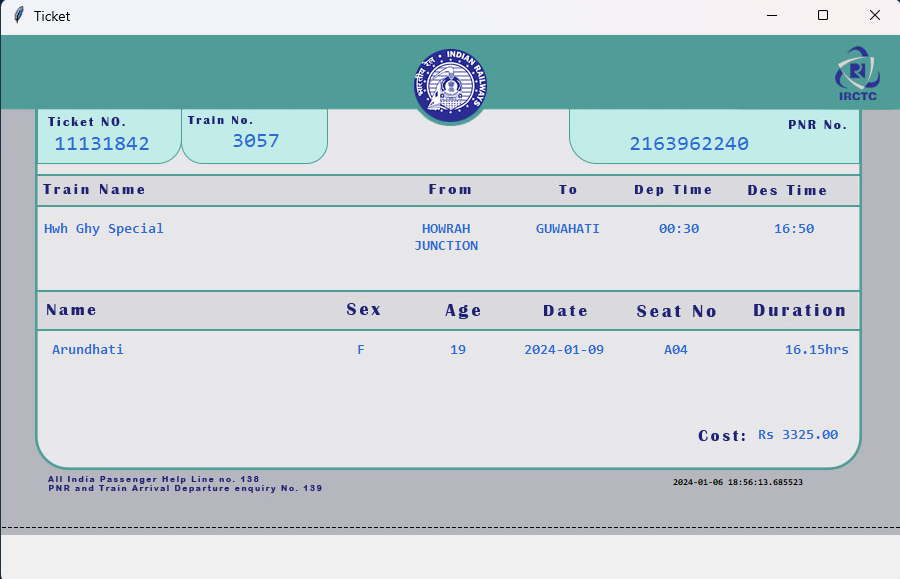 Ticket
भारतीय रेल • INDIAN RAILWAYS
IRCTC
Ticket NO. Train No. PNR No.
11131842 3057 2163962240
Train Name From To Dep Time Des Time
Hwh Ghy Special HOWRAH GUWAHATI 00:30 16:50
JUNCTION
Name Sex Age Date Seat No Duration
Arundhati F 19 2024-01-09 A04 16.15hrs
Cost: Rs 3325.00
All India Passenger Help Line no. 138
PNR and Train Arrival Departure enquiry No. 139
2024-01-06 18:56:13.685523